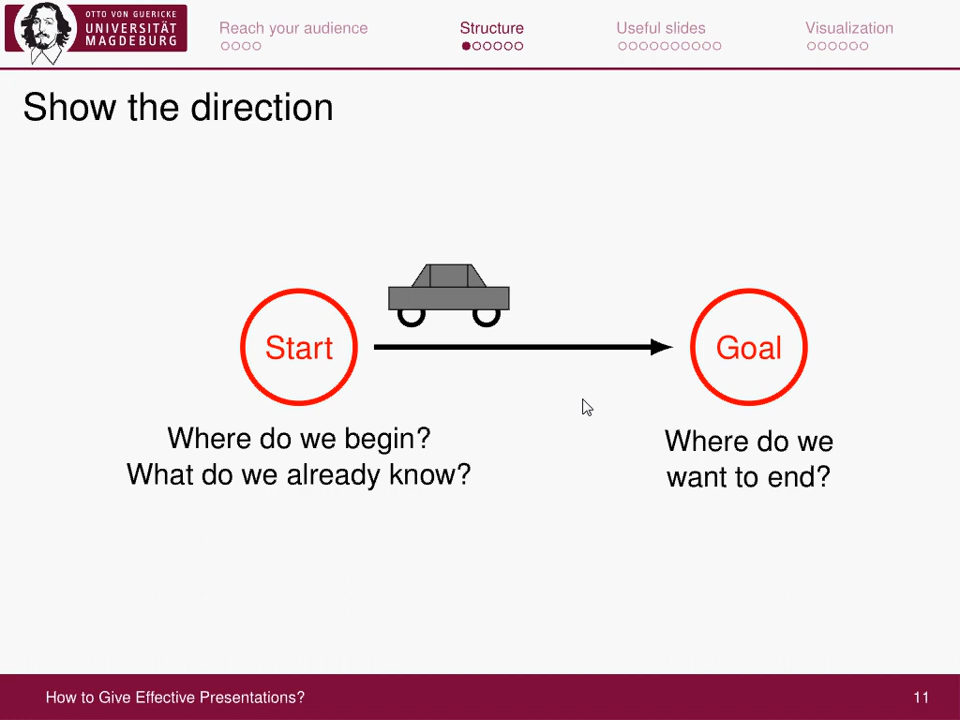 OTTO VON GUERICKE
UNIVERSITÄT
MAGDEBURG
Reach your audience
Structure
Useful slides
Visualization
Show the direction
Start
Goal
Where do we begin?
What do we already know?
Where do we
want to end?
How to Give Effective Presentations?
11